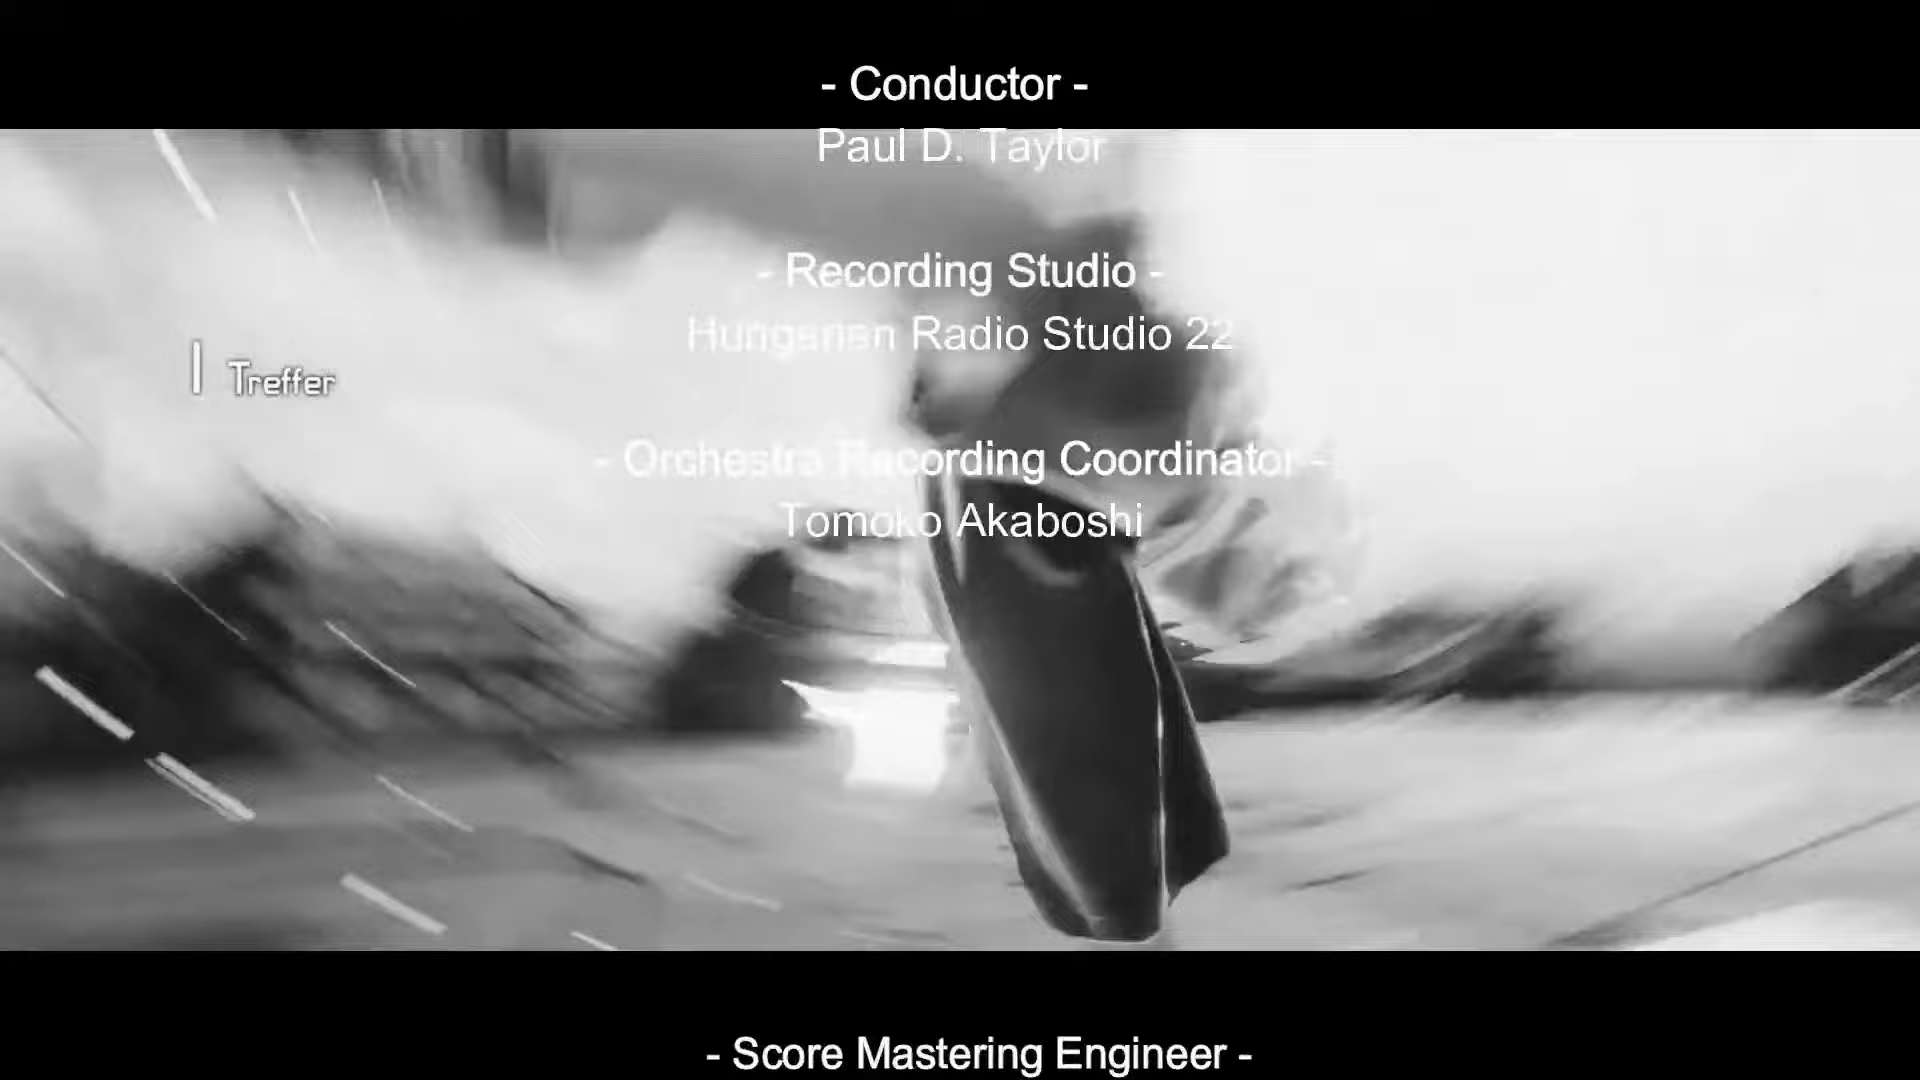 - Conductor -
Paul D. Taylor
- Recording Studio -
Hungarian Radio Studio 22
Treffer
- Orchestra Recording Coordinator -
Tomoko Akaboshi
- Score Mastering Engineer -